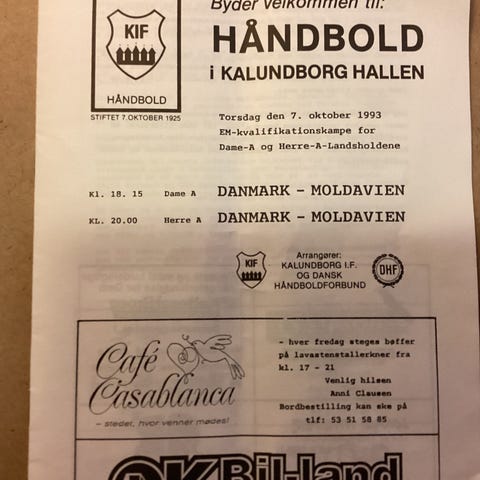 Byder velkommen til:
KIF
HÅNDBOLD
HÅNDBOLD
i KALUNDBORG HALLEN
STIFTET 7. OKTOBER 1925
Torsdag den 7. oktober 1993
EM-kvalifikationskampe for
Dame-A og Herre-A-Landsholdene
Kl. 18. 15 Dame A DANMARK - MOLDAVIEN
KL. 20.00 Herre A DANMARK - MOLDAVIEN
KIF
Arrangører:
KALUNDBORG I.F.
OG DANSK
HÅNDBOLDFORBUND
DHF
Café
Casablanca
- stedet, hvor venner mødes!
- hver fredag steges bøffer
på lavastenstallerkner fra
kl. 17 - 21
Venlig hilsen
Anni Clausen
Bordbestilling kan ske på
tlf: 53 51 58 85
OK Bil-land